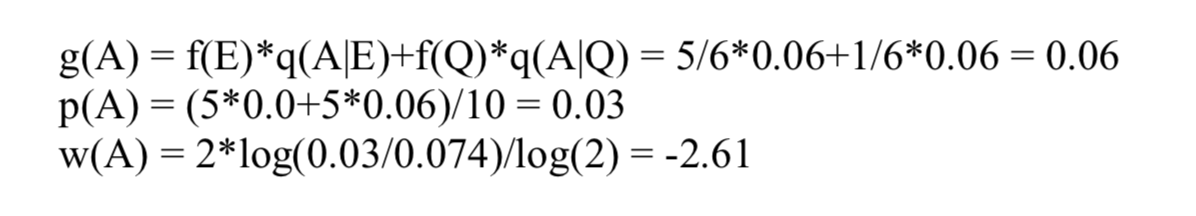 g(A) = f(E)*q(A|E)+f(Q)*q(A|Q) = 5/6*0.06+1/6*0.06 = 0.06
p(A) = (5*0.0+5*0.06)/10 = 0.03
w(A) = 2*log(0.03/0.074)/log(2) = -2.61